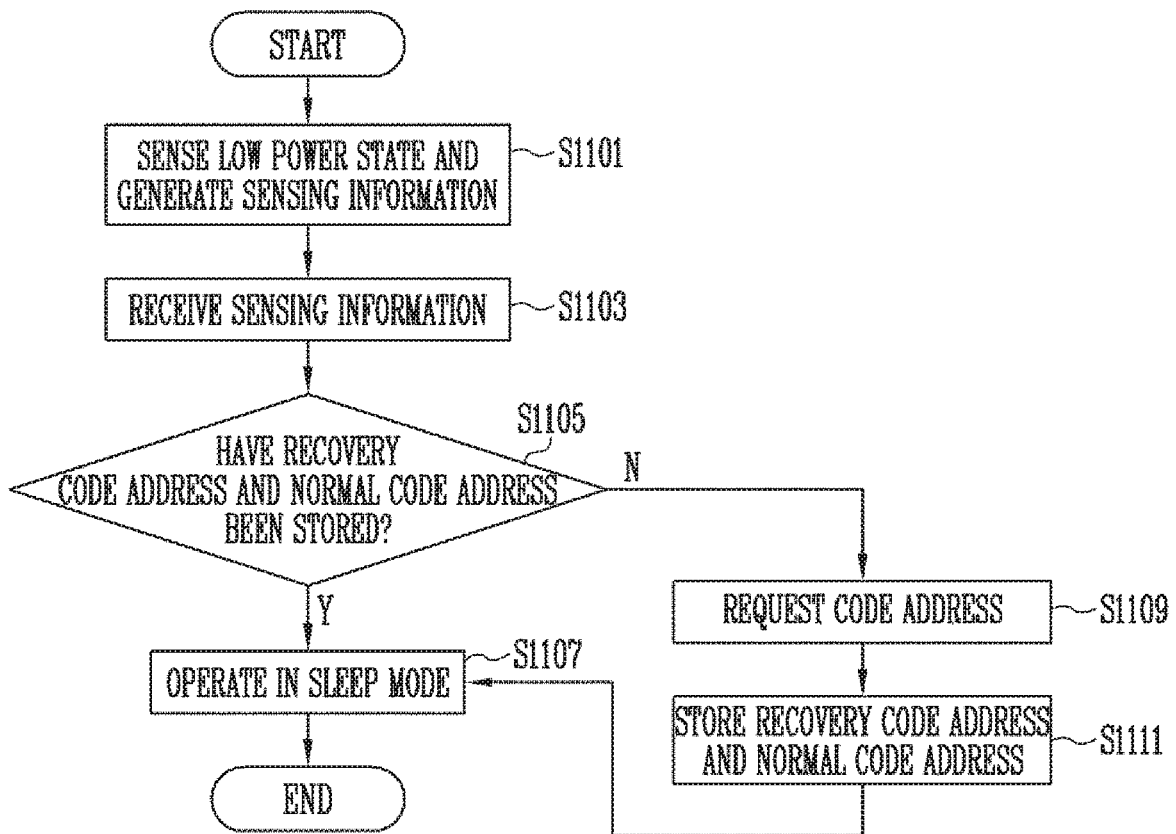 START
SENSE LOW POWER STATE AND
GENERATE SENSING INFORMATION
S1101
RECEIVE SENSING INFORMATION
S1103
HAVE RECOVERY
CODE ADDRESS AND NORMAL CODE ADDRESS
BEEN STORED?
S1105
N
Y
REQUEST CODE ADDRESS
S1109
OPERATE IN SLEEP MODE
S1107
STORE RECOVERY CODE ADDRESS
AND NORMAL CODE ADDRESS
S1111
END